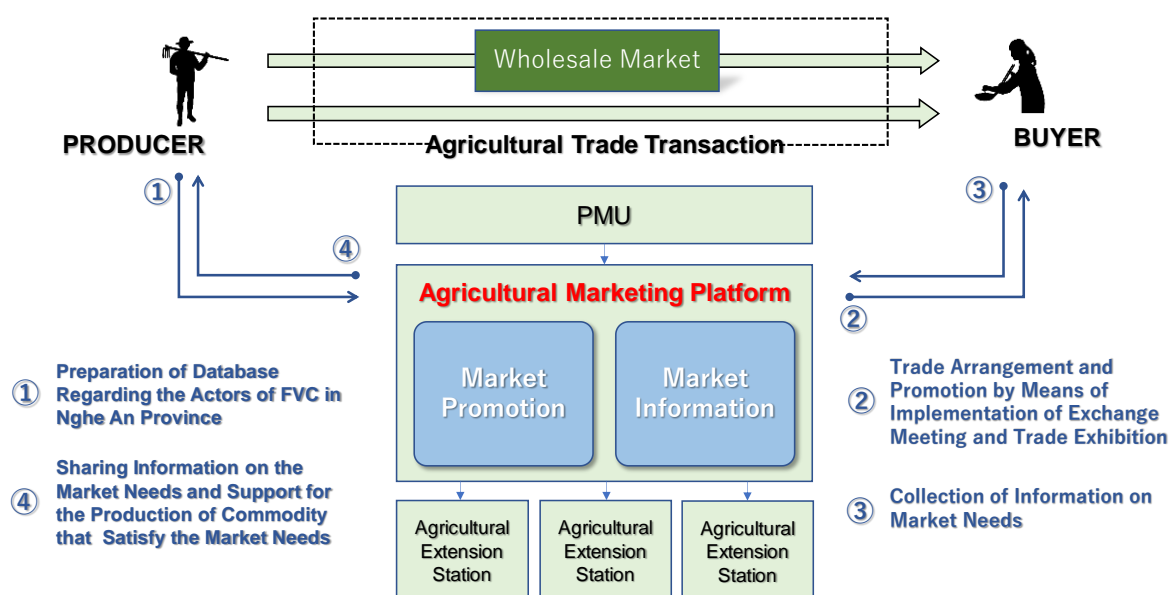 Wholesale Market
PRODUCER
Agricultural Trade Transaction
BUYER
①
③
④
②
PMU
Agricultural Marketing Platform
Market
Promotion
Market
Information
① Preparation of Database
Regarding the Actors of FVC in
Nghe An Province
④ Sharing Information on the
Market Needs and Support for
the Production of Commodity
that Satisfy the Market Needs
② Trade Arrangement and
Promotion by Means of
Implementation of Exchange
Meeting and Trade Exhibition
③ Collection of Information on
Market Needs
Agricultural
Extension
Station
Agricultural
Extension
Station
Agricultural
Extension
Station